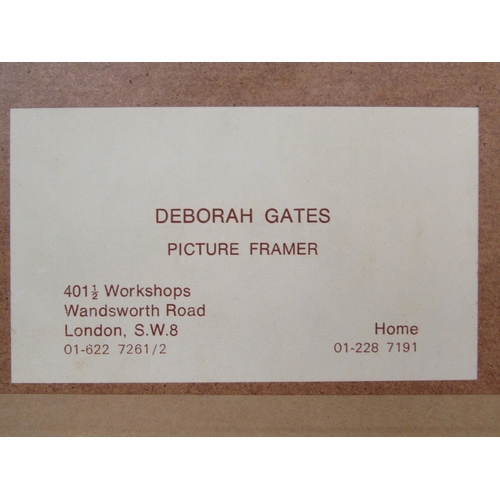 DEBORAH GATES
PICTURE FRAMER
401½ Workshops
Wandsworth Road
London, S.W.8
01-622 7261/2
Home
01-228 7191